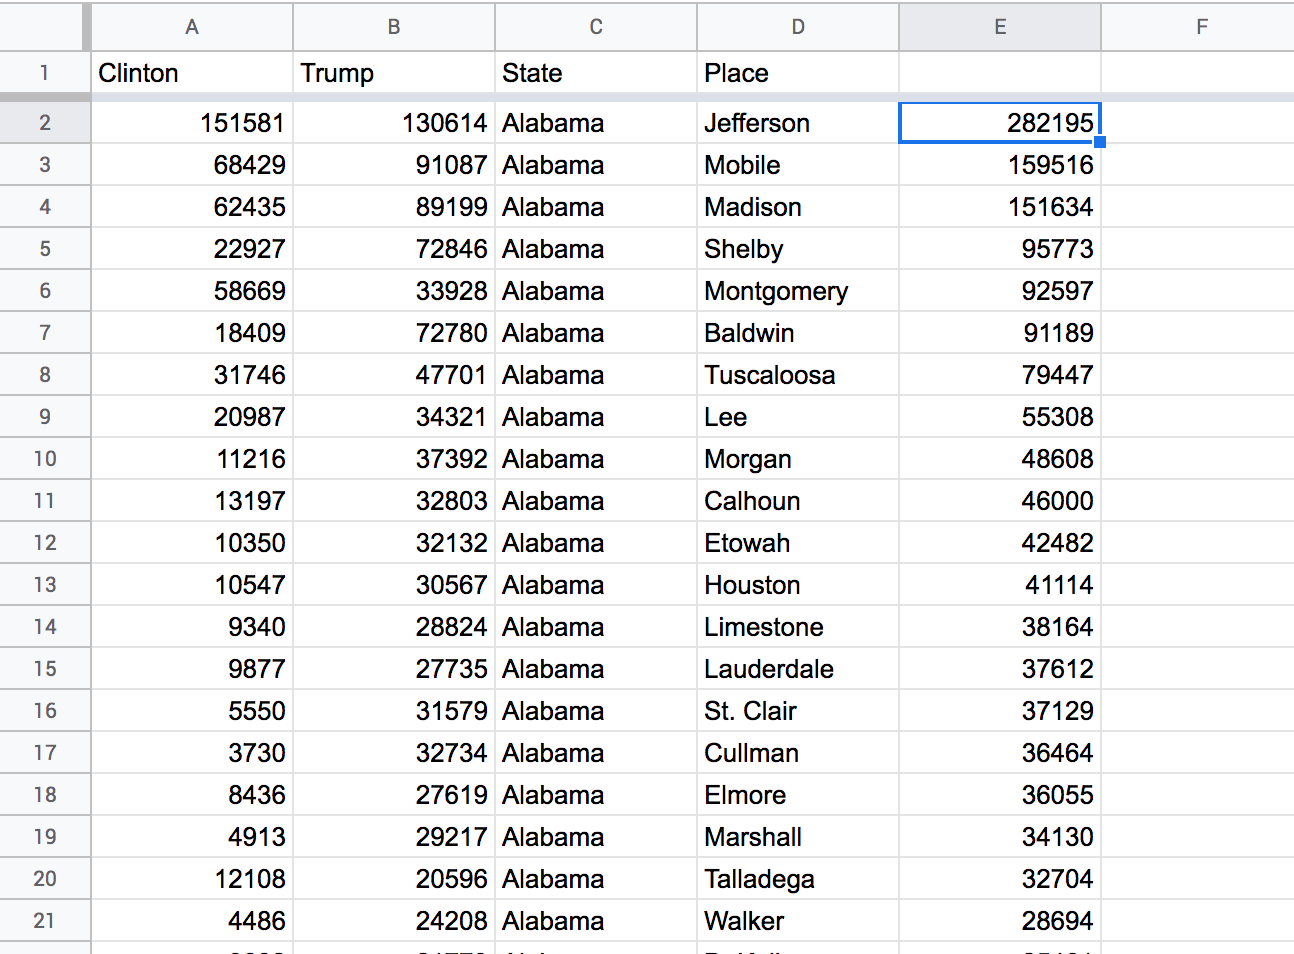 A B C D E F
1 Clinton Trump State Place
2 151581 130614 Alabama Jefferson 282195
3 68429 91087 Alabama Mobile 159516
4 62435 89199 Alabama Madison 151634
5 22927 72846 Alabama Shelby 95773
6 58669 33928 Alabama Montgomery 92597
7 18409 72780 Alabama Baldwin 91189
8 31746 47701 Alabama Tuscaloosa 79447
9 20987 34321 Alabama Lee 55308
10 11216 37392 Alabama Morgan 48608
11 13197 32803 Alabama Calhoun 46000
12 10350 32132 Alabama Etowah 42482
13 10547 30567 Alabama Houston 41114
14 9340 28824 Alabama Limestone 38164
15 9877 27735 Alabama Lauderdale 37612
16 5550 31579 Alabama St. Clair 37129
17 3730 32734 Alabama Cullman 36464
18 8436 27619 Alabama Elmore 36055
19 4913 29217 Alabama Marshall 34130
20 12108 20596 Alabama Talladega 32704
21 4486 24208 Alabama Walker 28694